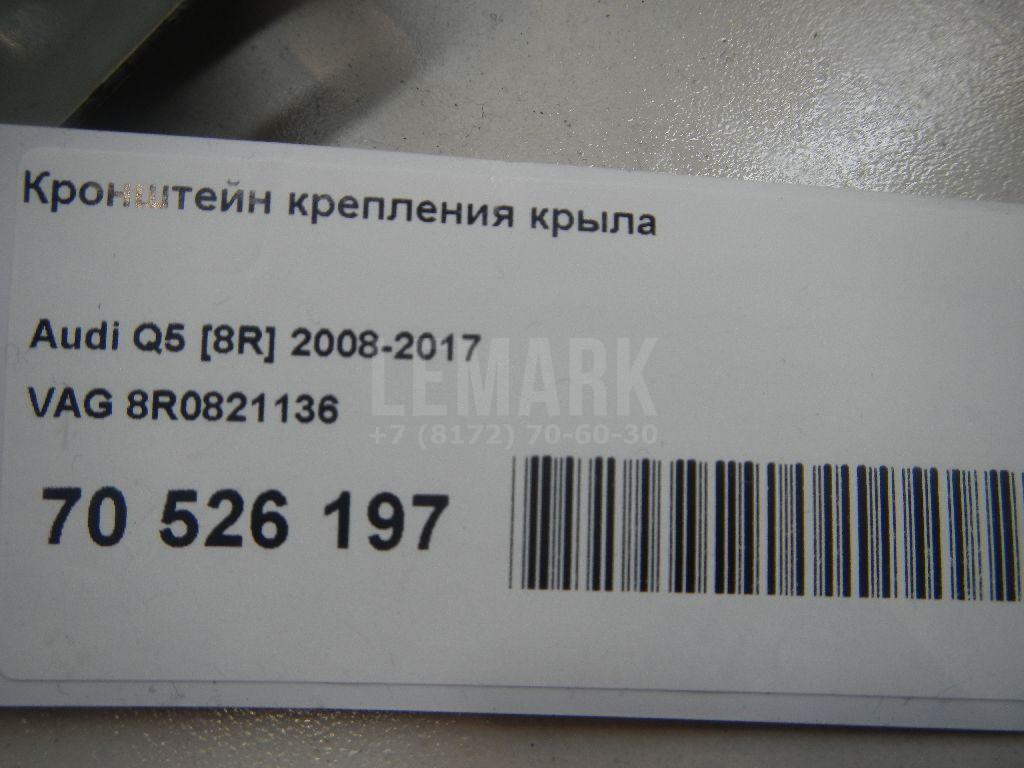 Кронштейн крепления крыла
Audi Q5 [8R] 2008-2017
VAG 8R0821136
LEMARK
+7 (8172) 70-60-30
70 526 197